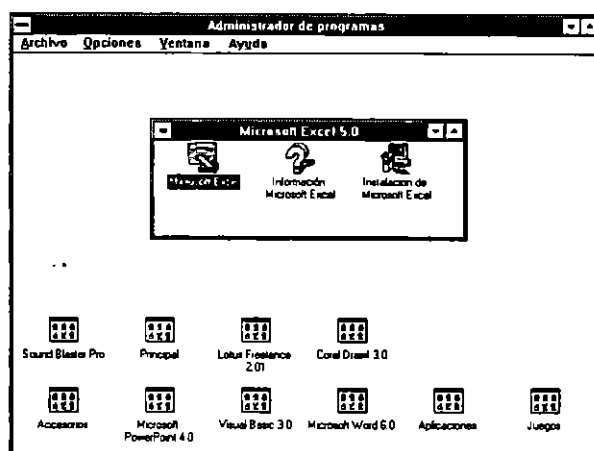 Administrador de programas
Archivo Opciones Ventana Ayuda
Microsoft Excel 5.0
Microsoft Excel
Información
Microsoft Excel
Instalación de
Microsoft Excel
Sound Blaster Pro
Principal
Lotus Freelance
2.01
Corel Draw! 3.0
Accesorios
Microsoft
PowerPoint 4.0
Visual Basic 3.0
Microsoft Word 6.0
Aplicaciones
Juegos